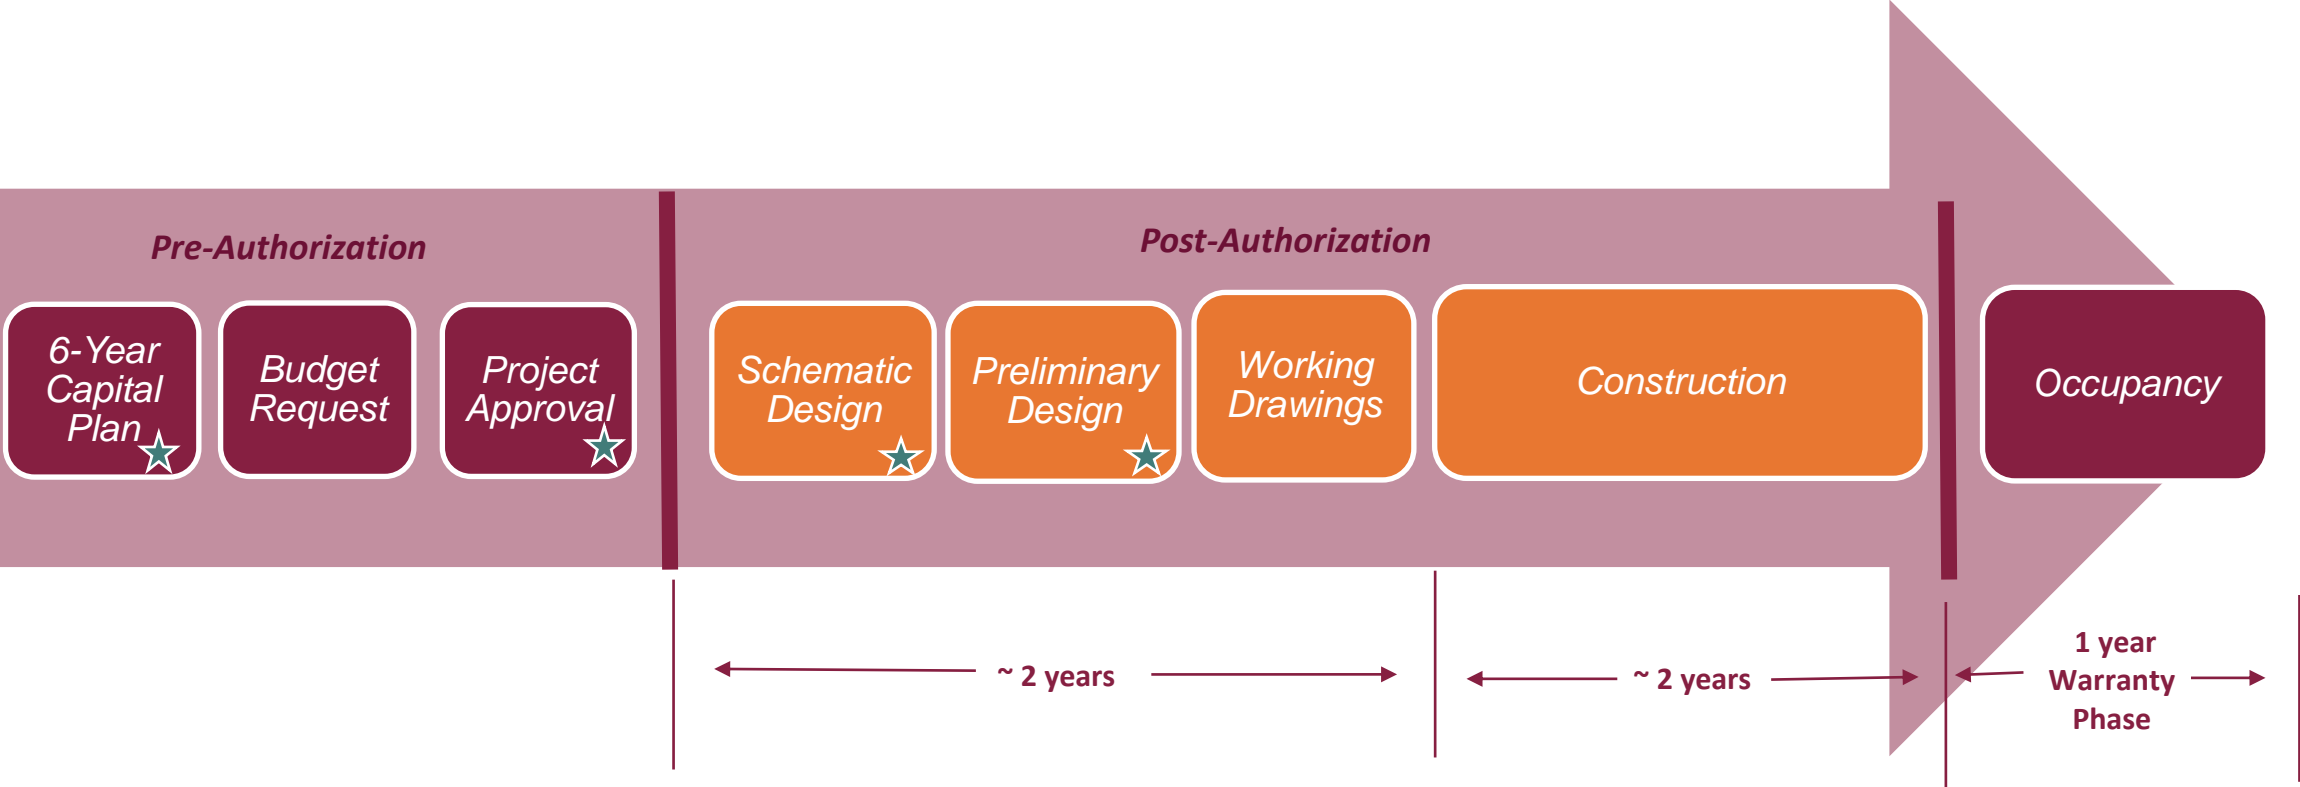 Pre-Authorization
Post-Authorization
6-Year
Capital
Plan
Budget
Request
Project
Approval
Schematic
Design
Preliminary
Design
Working
Drawings
Construction
Occupancy
~ 2 years
~ 2 years
1 year
Warranty
Phase